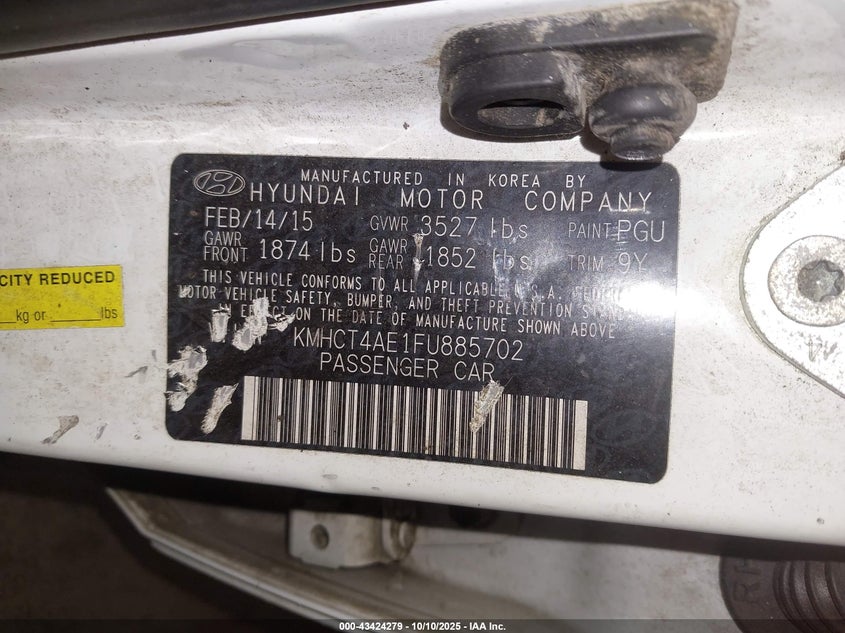 MANUFACTURED IN KOREA BY
HYUNDAI MOTOR COMPANY
FEB/14/15 GVWR 3527 lbs PAINT PGU
GAWR FRONT 1874 lbs GAWR REAR 1852 lbs TRIM 9Y
THIS VEHICLE CONFORMS TO ALL APPLICABLE U.S.A. FEDERAL
MOTOR VEHICLE SAFETY, BUMPER, AND THEFT PREVENTION
IN EFFECT ON THE DATE OF MANUFACTURE SHOWN ABOVE
KMHCT4AE1FU885702
PASSENGER CAR
CITY REDUCED
kg or lbs
000-43424279 - 10/10/2025 - IAA Inc.